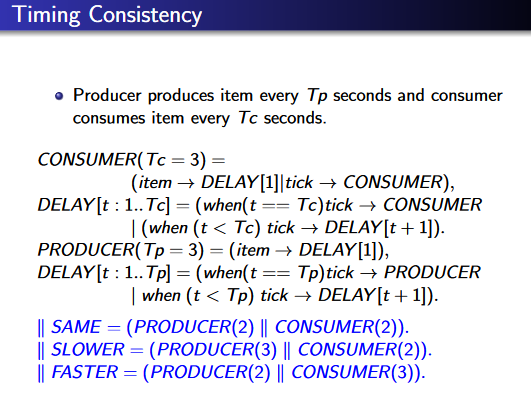 Timing Consistency
• Producer produces item every Tp seconds and consumer
consumes item every Tc seconds.
CONSUMER(Tc = 3) =
(item → DELAY[1]|tick → CONSUMER),
DELAY[t : 1..Tc] = (when(t == Tc)tick → CONSUMER
| (when (t < Tc) tick → DELAY[t + 1]).
PRODUCER(Tp = 3) = (item → DELAY[1]),
DELAY[t : 1..Tp] = (when(t == Tp)tick → PRODUCER
| when (t < Tp) tick → DELAY[t + 1]).
‖ SAME = (PRODUCER(2) ‖ CONSUMER(2)).
‖ SLOWER = (PRODUCER(3) ‖ CONSUMER(2)).
‖ FASTER = (PRODUCER(2) ‖ CONSUMER(3)).